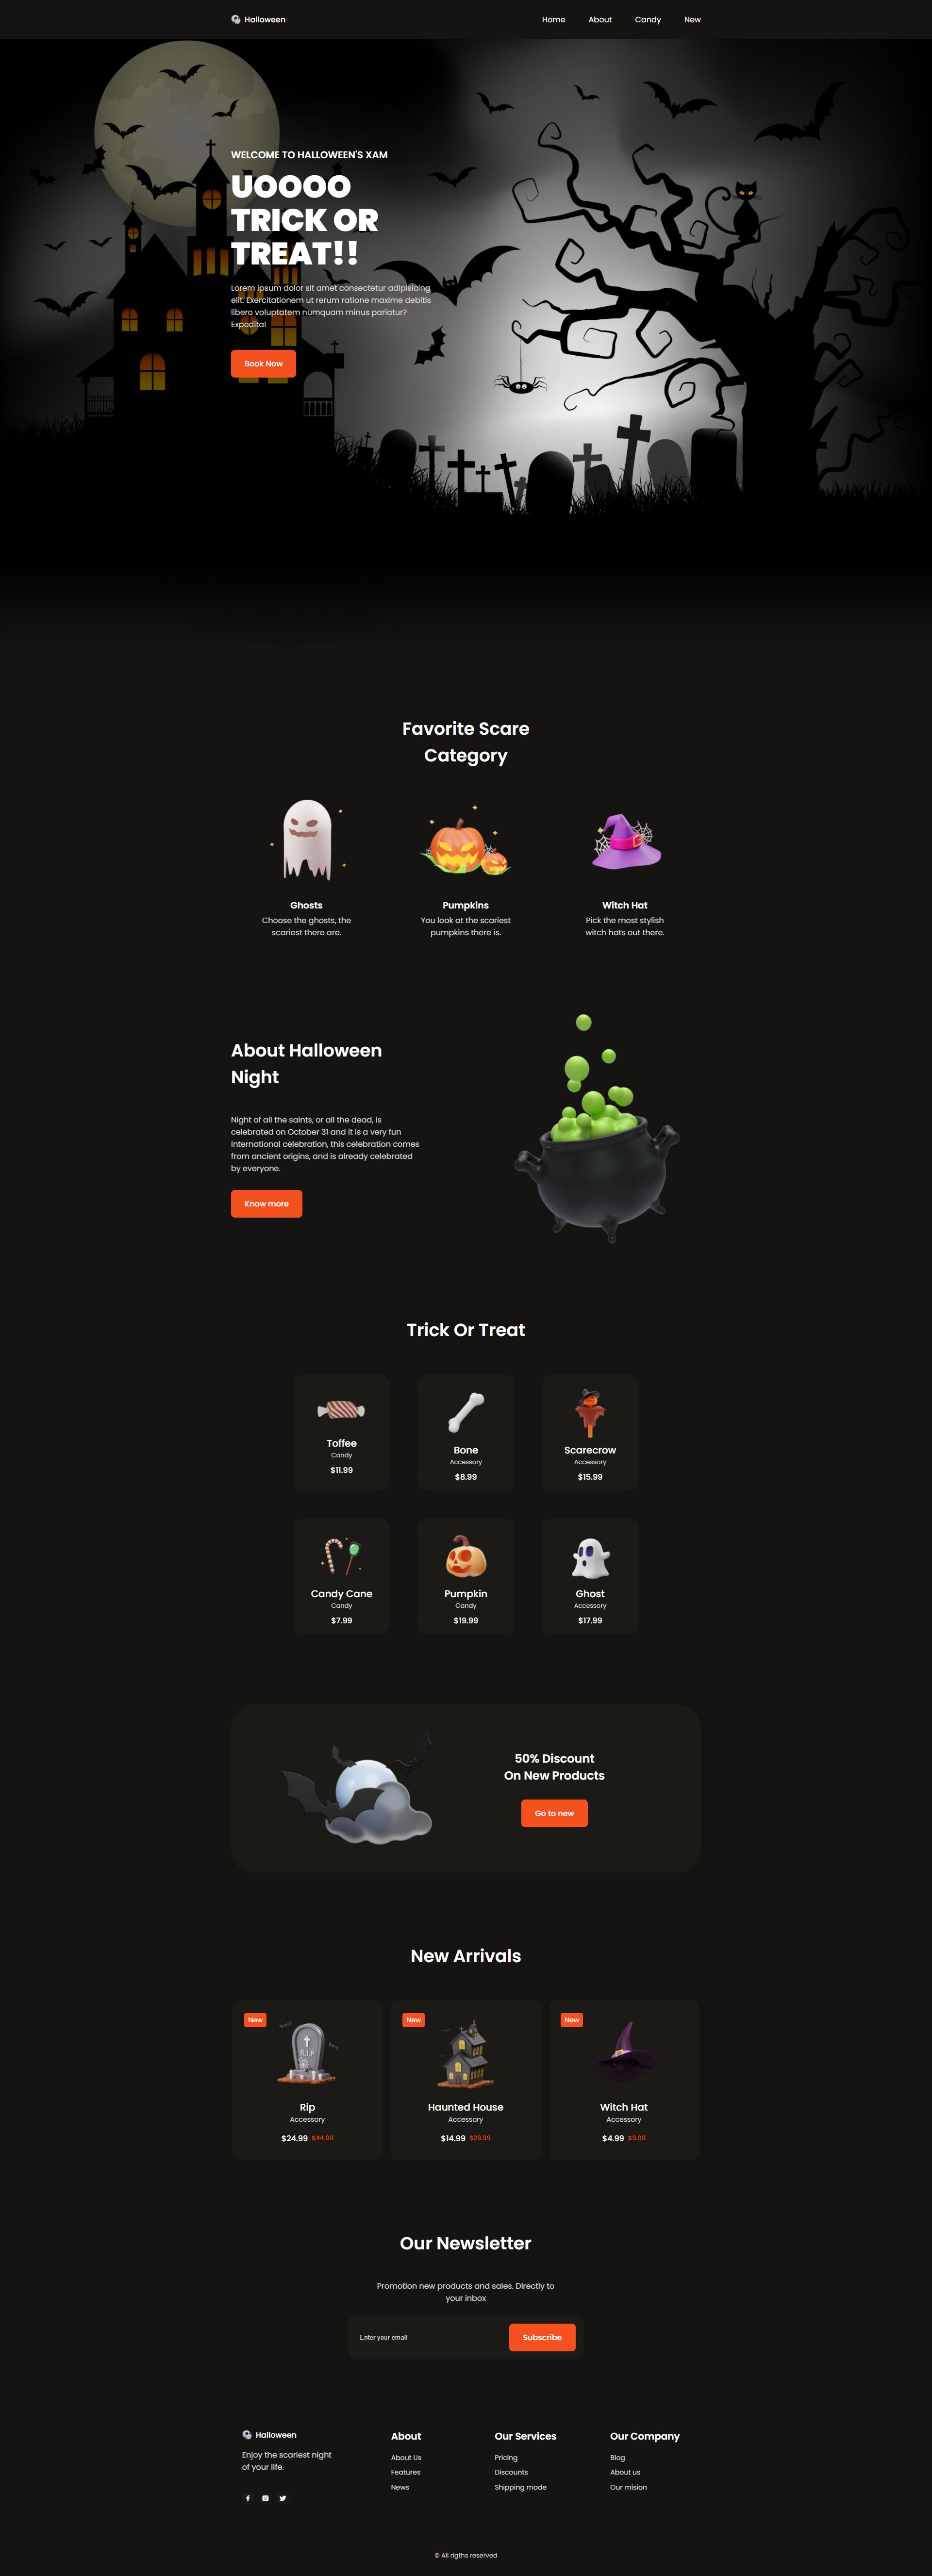 Halloween
Home About Candy New
WELCOME TO HALLOWEEN'S XAM
UOOOO
TRICK OR
TREAT!!
Lorem ipsum dolor sit amet consectetur adipisicing
elit. Exercitationem ut rerum ratione maxime debitis
libero voluptatem numquam minus pariatur?
Expedita!
Book Now
Favorite Scare
Category
Ghosts
Choose the ghosts, the
scariest there are.
Pumpkins
You look at the scariest
pumpkins there is.
Witch Hat
Pick the most stylish
witch hats out there.
About Halloween
Night
Night of all the saints, or all the dead, is
celebrated on October 31 and it is a very fun
international celebration, this celebration comes
from ancient origins, and is already celebrated
by everyone.
Know more
Trick Or Treat
Toffee
Candy
$11.99
Bone
Accessory
$8.99
Scarecrow
Accessory
$15.99
Candy Cane
Candy
$7.99
Pumpkin
Candy
$19.99
Ghost
Accessory
$17.99
50% Discount
On New Products
Go to new
New Arrivals
New
R.I.P
Rip
Accessory
$24.99 $44.99
New
Haunted House
Accessory
$14.99 $29.99
New
Witch Hat
Accessory
$4.99 $9.99
Our Newsletter
Promotion new products and sales. Directly to
your inbox
Enter your email
Subscribe
Halloween
Enjoy the scariest night
of your life.
About
About Us
Features
News
Our Services
Pricing
Discounts
Shipping mode
Our Company
Blog
About us
Our mision
© All rigths reserved